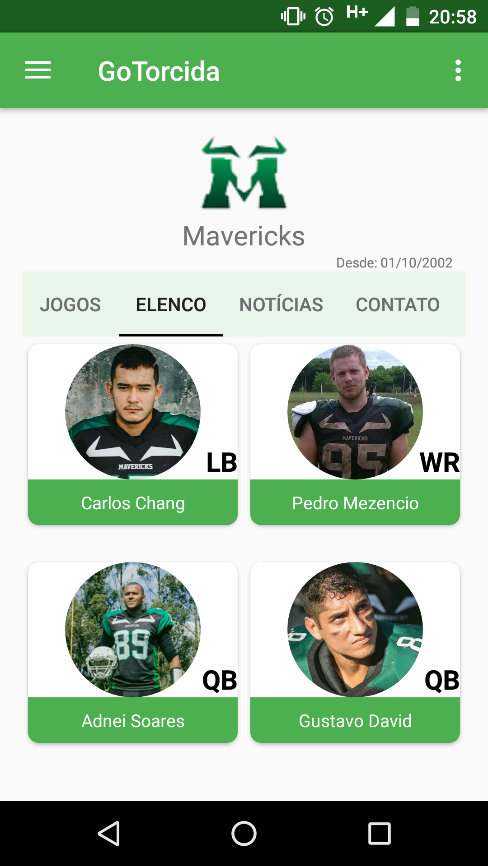 H+ 20:58
GoTorcida
M
Mavericks
Desde: 01/10/2002
JOGOS ELENCO NOTÍCIAS CONTATO
MAVERICKS
LB
Carlos Chang
MAVERICKS
95
WR
Pedro Mezencio
89
QB
Adnei Soares
QB
Gustavo David